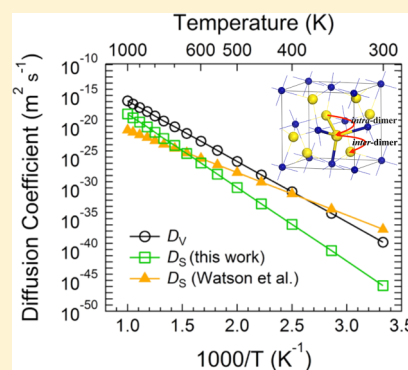 Temperature (K)
1000 600 500 400 300
Diffusion Coefficient (m² s⁻¹)
10⁻¹⁰
10⁻¹⁵
10⁻²⁰
10⁻²⁵
10⁻³⁰
10⁻³⁵
10⁻⁴⁰
10⁻⁴⁵
10⁻⁵⁰
intra-dimer
inter-dimer
D_V
D_S (this work)
D_S (Watson et al.)
1.0 1.5 2.0 2.5 3.0 3.5
1000/T (K⁻¹)